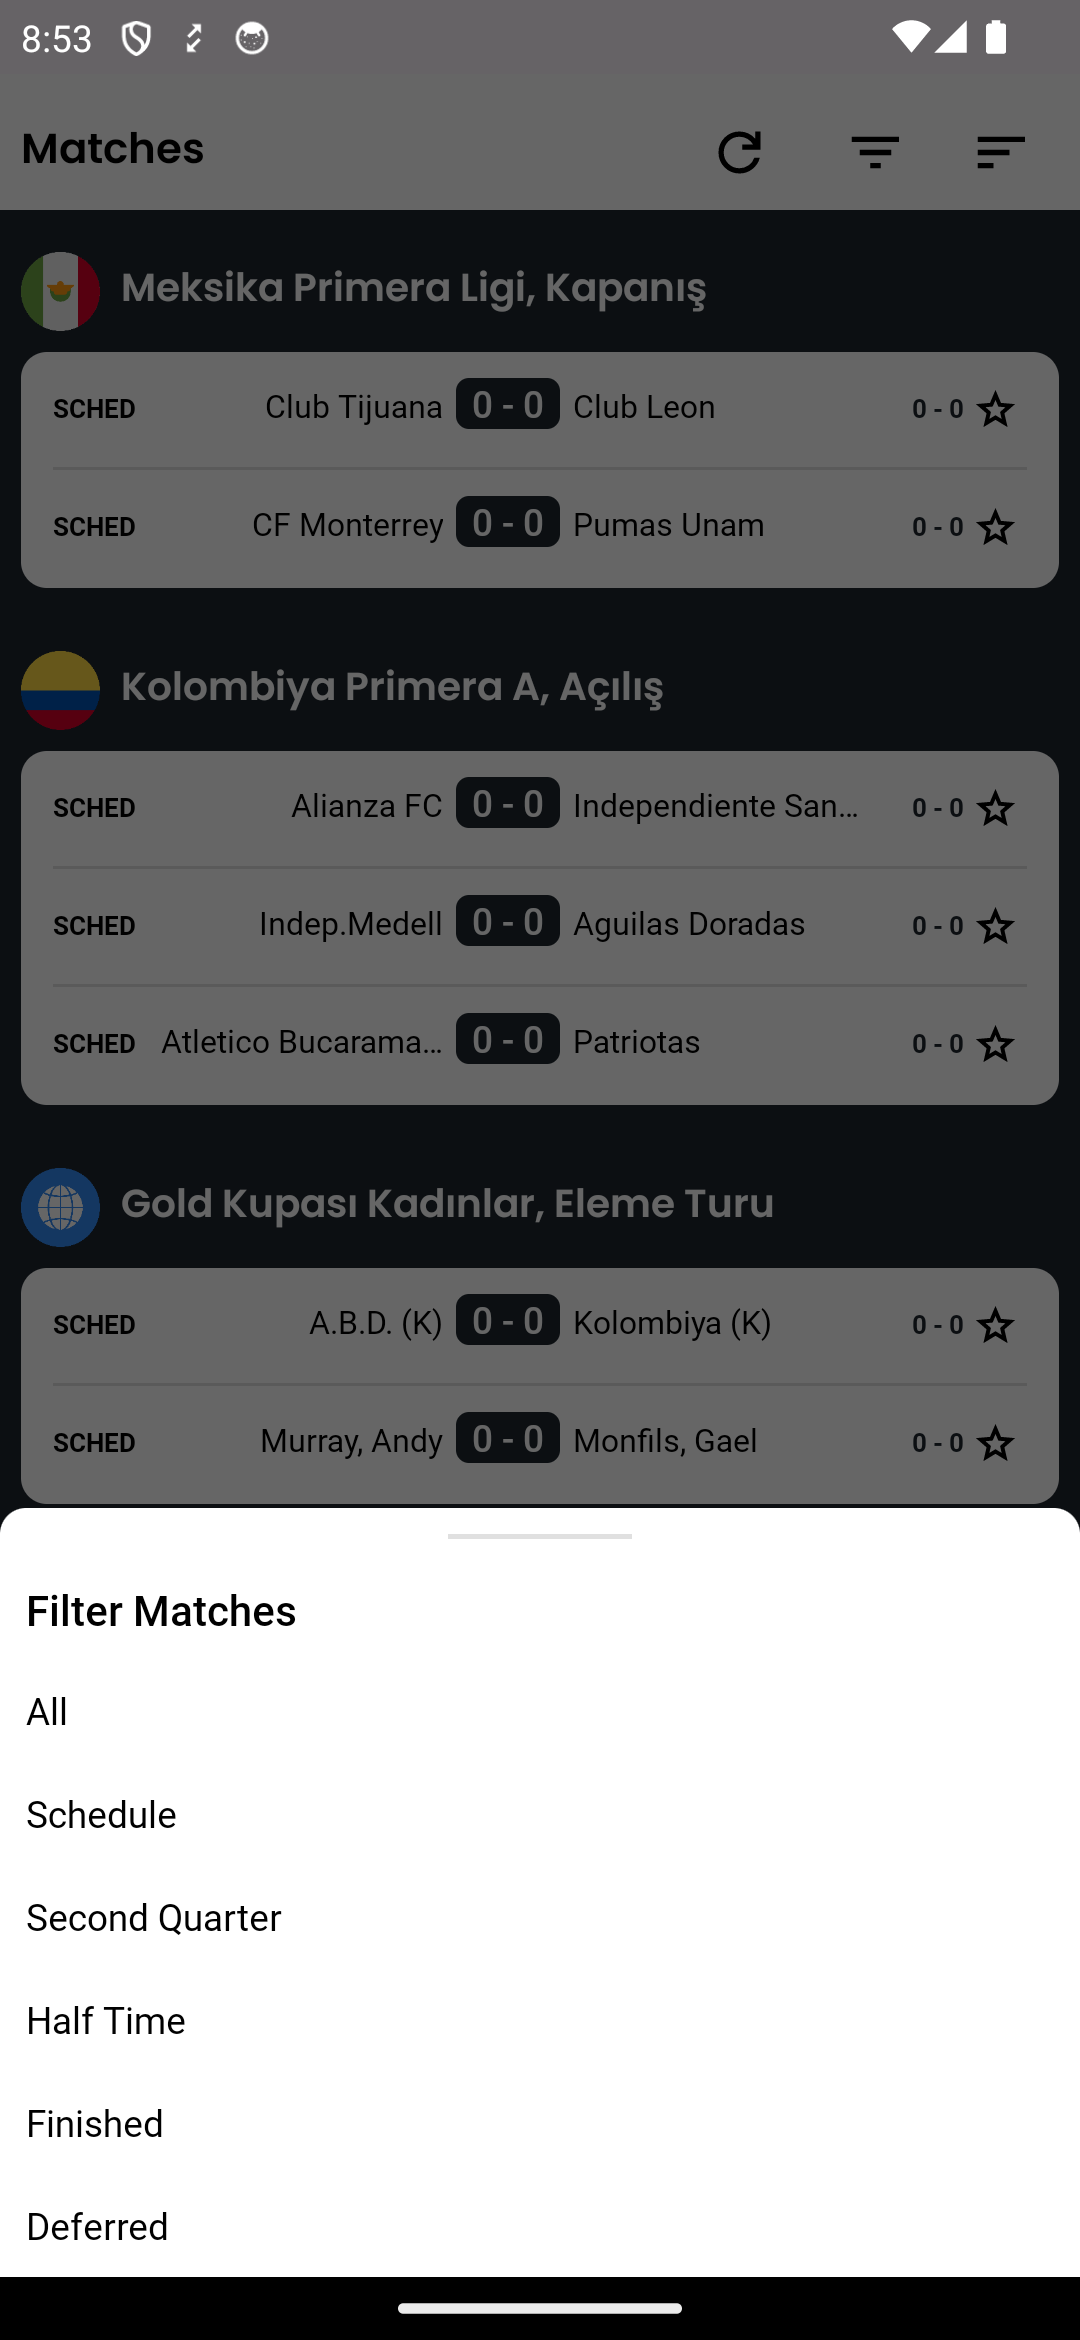 8:53
Matches
Meksika Primera Ligi, Kapanış
SCHED Club Tijuana 0 - 0 Club Leon 0 - 0
SCHED CF Monterrey 0 - 0 Pumas Unam 0 - 0
Kolombiya Primera A, Açılış
SCHED Alianza FC 0 - 0 Independiente San... 0 - 0
SCHED Indep.Medell 0 - 0 Aguilas Doradas 0 - 0
SCHED Atletico Bucarama... 0 - 0 Patriotas 0 - 0
Gold Kupası Kadınlar, Eleme Turu
SCHED A.B.D. (K) 0 - 0 Kolombiya (K) 0 - 0
SCHED Murray, Andy 0 - 0 Monfils, Gael 0 - 0
Filter Matches
All
Schedule
Second Quarter
Half Time
Finished
Deferred